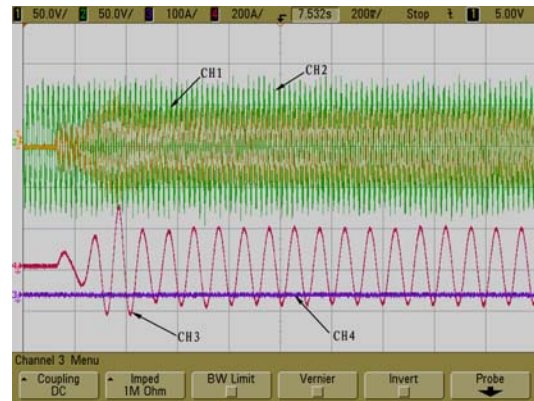 1 50.0V/ 2 50.0V/ 3 100A/ 4 200A/ 7.532s 200▿/ Stop 1 5.00V
CH1
CH2
CH3
CH4
Channel 3 Menu
Coupling
DC
Imped
1M Ohm
BW Limit
Vernier
Invert
Probe